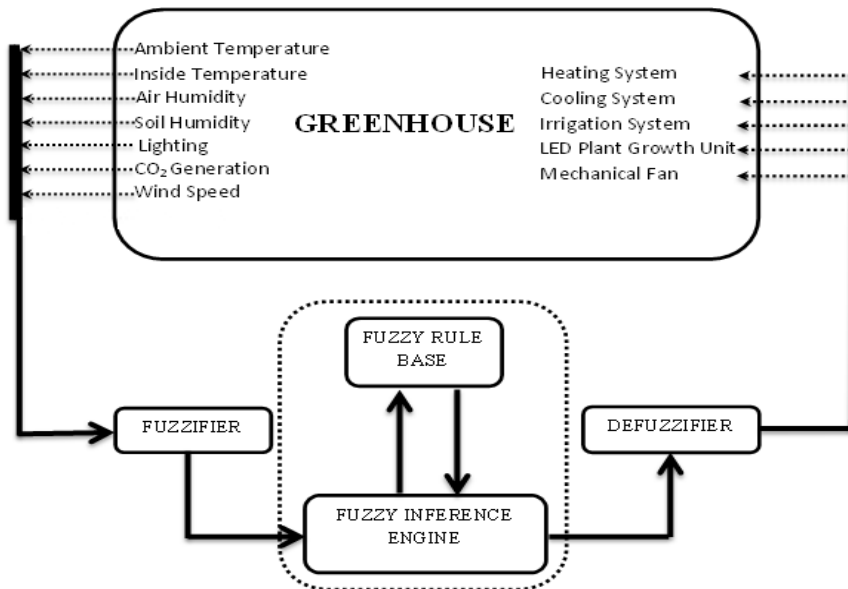 Ambient Temperature
Inside Temperature
Air Humidity
Soil Humidity
Lighting
CO₂ Generation
Wind Speed
GREENHOUSE
Heating System
Cooling System
Irrigation System
LED Plant Growth Unit
Mechanical Fan
FUZZY RULE
BASE
FUZZIFIER
DEFUZZIFIER
FUZZY INFERENCE
ENGINE